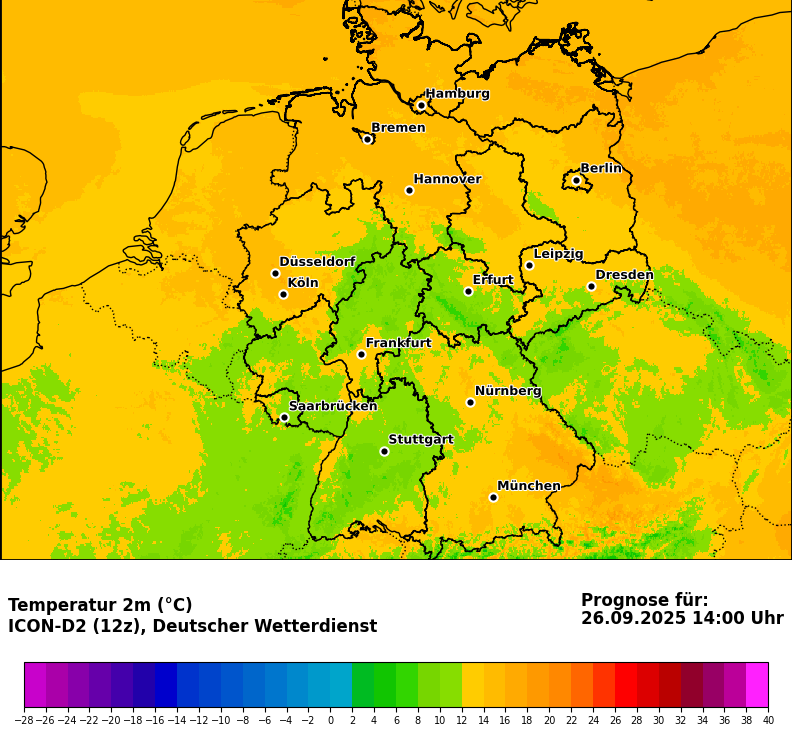 Hamburg
Bremen
Berlin
Hannover
Leipzig
Düsseldorf
Dresden
Köln
Erfurt
Frankfurt
Nürnberg
Saarbrücken
Stuttgart
München
Temperatur 2m (°C)
ICON-D2 (12z), Deutscher Wetterdienst
Prognose für:
26.09.2025 14:00 Uhr
−28 −26 −24 −22 −20 −18 −16 −14 −12 −10 −8 −6 −4 −2 0 2 4 6 8 10 12 14 16 18 20 22 24 26 28 30 32 34 36 38 40